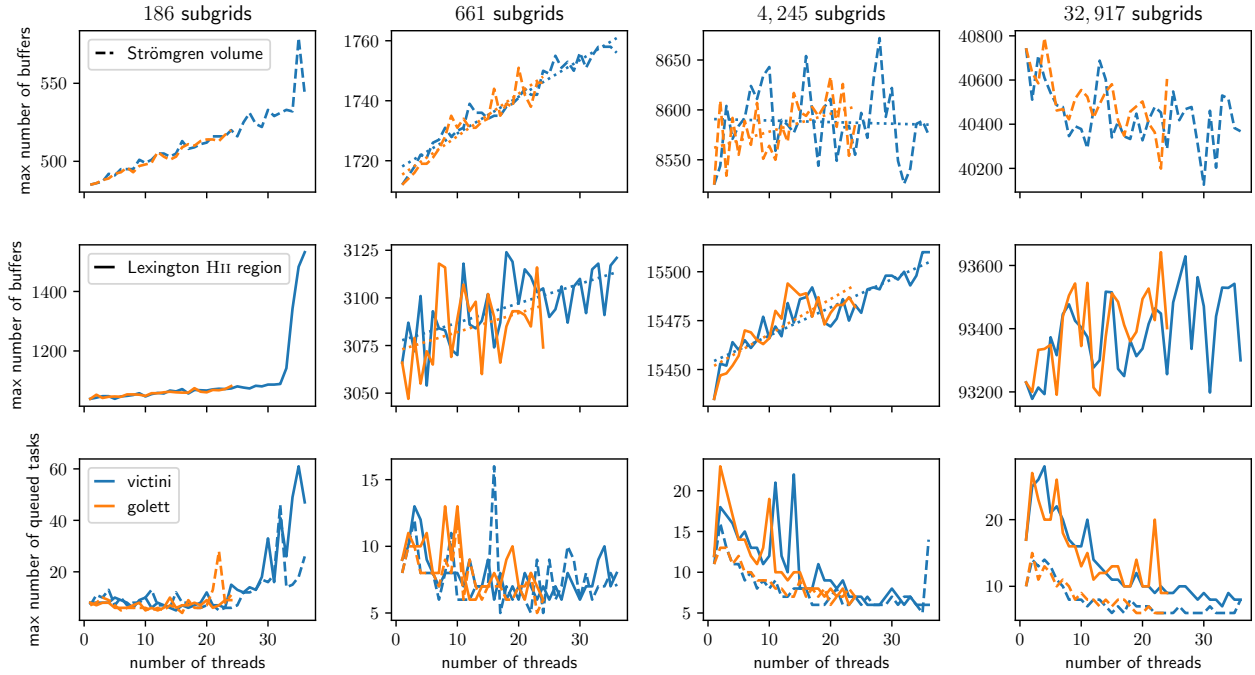 186 subgrids
661 subgrids
4, 245 subgrids
32, 917 subgrids
max number of buffers
550
500
Strömgren volume
1760
1740
1720
8650
8600
8550
40800
40600
40400
40200
max number of buffers
1400
1200
Lexington HII region
3125
3100
3075
3050
15500
15475
15450
93600
93400
93200
max number of queued tasks
60
40
20
victini
golett
15
10
5
20
15
10
5
20
10
0 10 20 30
0 10 20 30
0 10 20 30
0 10 20 30
number of threads
number of threads
number of threads
number of threads